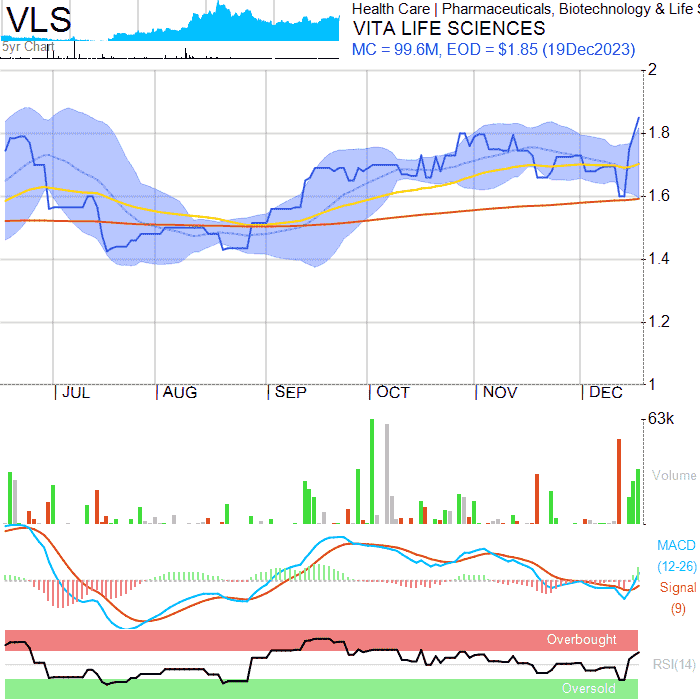 VLS
5yr Chart
Health Care | Pharmaceuticals, Biotechnology & Life S
VITA LIFE SCIENCES
MC = 99.6M, EOD = $1.85 (19Dec2023)
2
1.8
1.6
1.4
1.2
1
JUL AUG SEP OCT NOV DEC
63k
Volume
MACD
(12-26)
Signal
(9)
Overbought
RSI(14)
Oversold